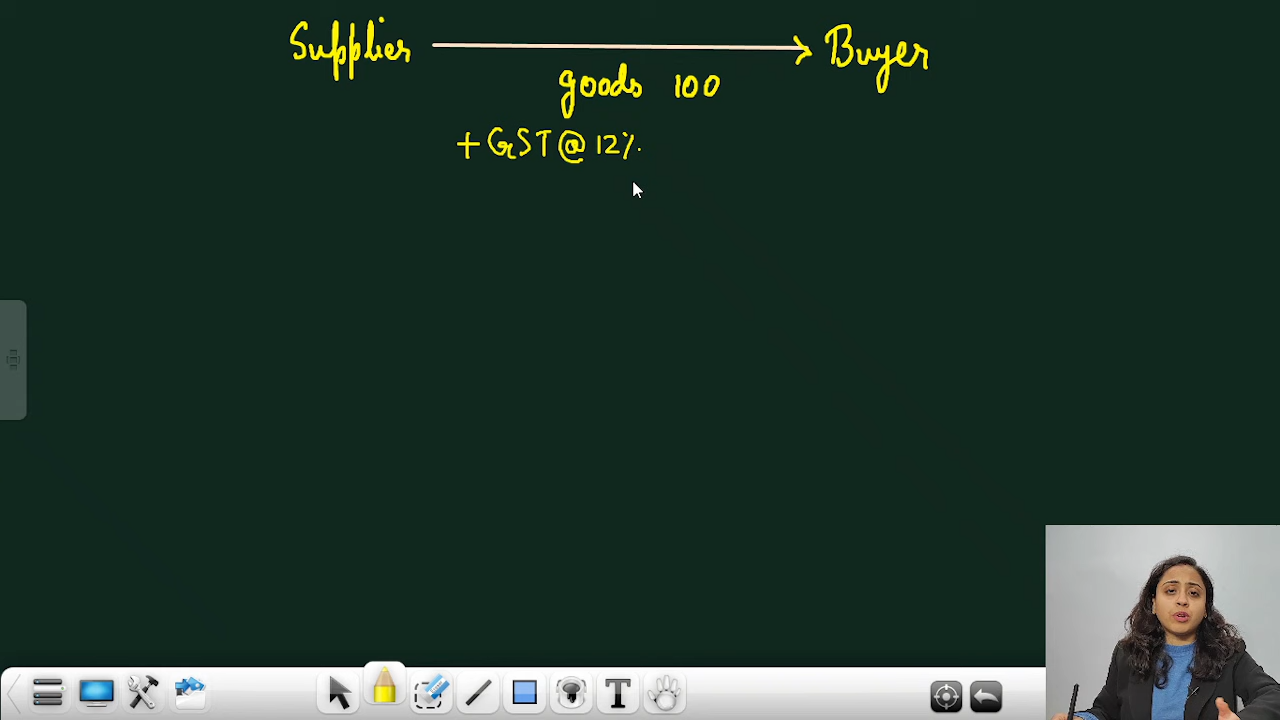 Supplier → Buyer
goods 100
+ GST @ 12%.
T